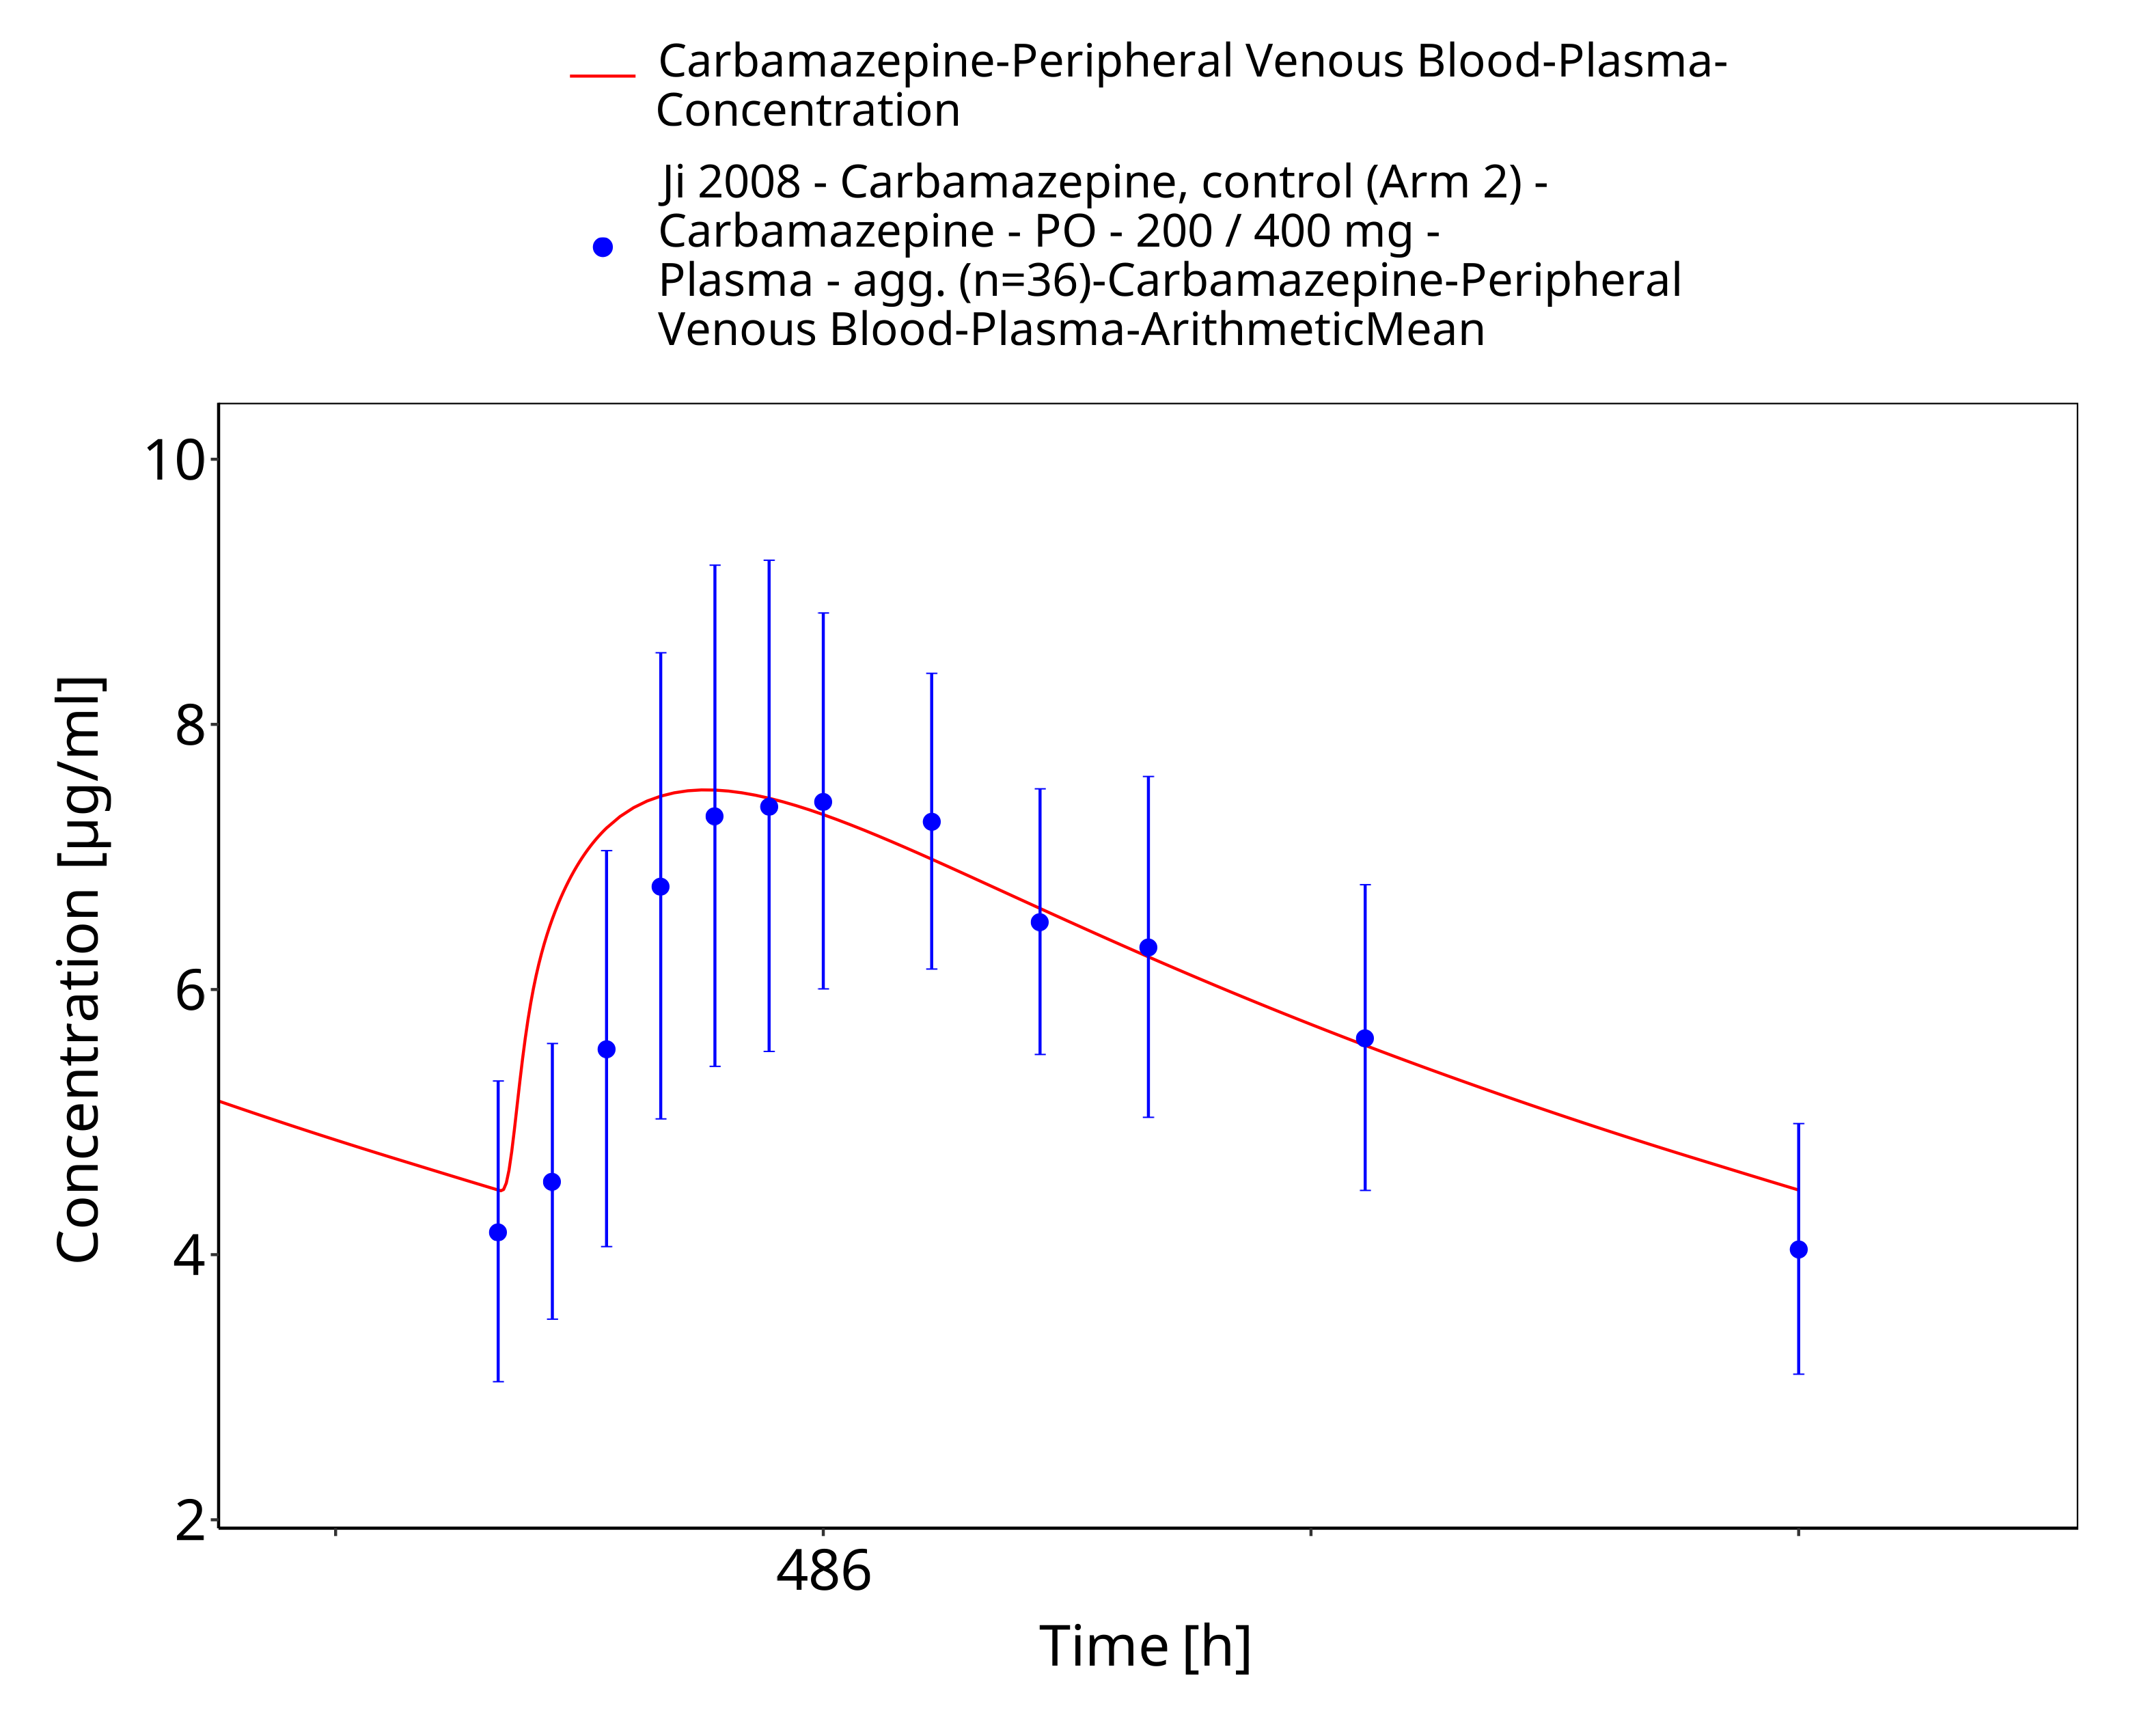 Carbamazepine-Peripheral Venous Blood-Plasma-
Concentration
Ji 2008 - Carbamazepine, control (Arm 2) -
Carbamazepine - PO - 200 / 400 mg -
Plasma - agg. (n=36)-Carbamazepine-Peripheral
Venous Blood-Plasma-ArithmeticMean
10
8
6
4
2
Concentration [µg/ml]
486
Time [h]